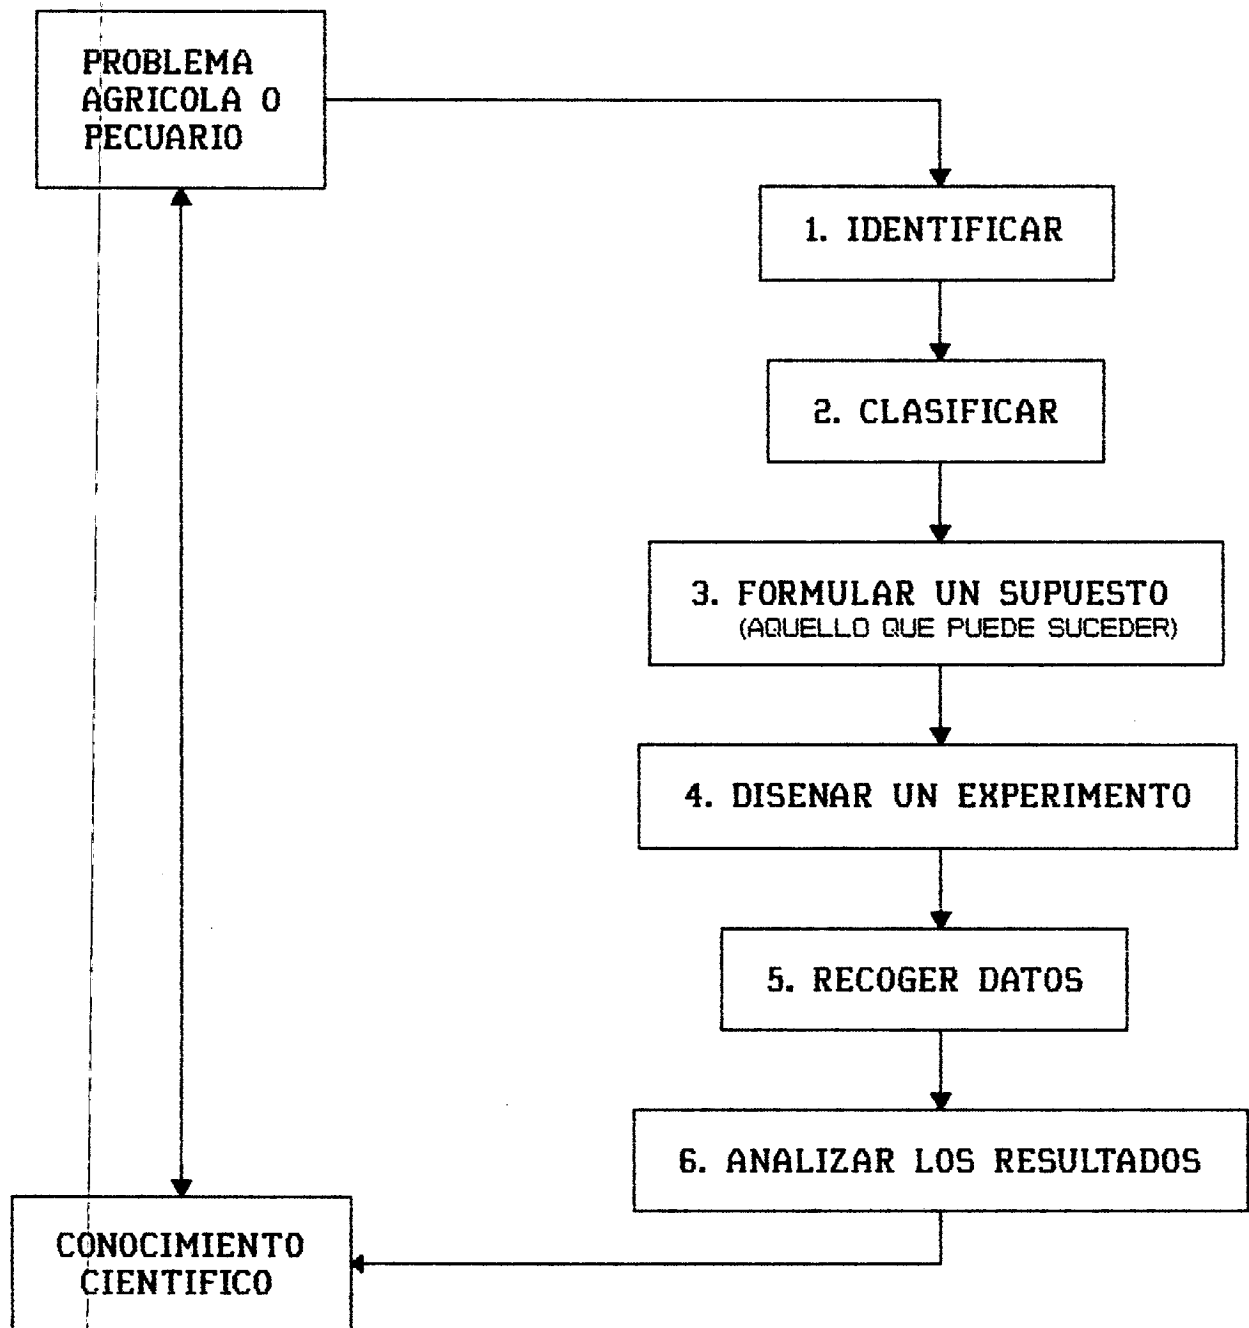 PROBLEMA
AGRICOLA O
PECUARIO
1. IDENTIFICAR
2. CLASIFICAR
3. FORMULAR UN SUPUESTO
(AQUELLO QUE PUEDE SUCEDER)
4. DISENAR UN EXPERIMENTO
5. RECOGER DATOS
6. ANALIZAR LOS RESULTADOS
CONOCIMIENTO
CIENTIFICO